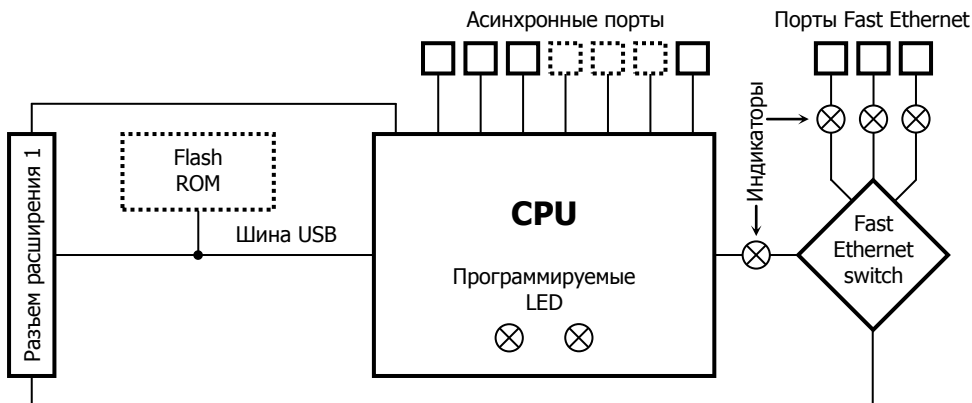 Асинхронные порты
Порты Fast Ethernet
Индикаторы
Разъем расширения 1
Flash
ROM
Шина USB
CPU
Программируемые
LED
Fast
Ethernet
switch